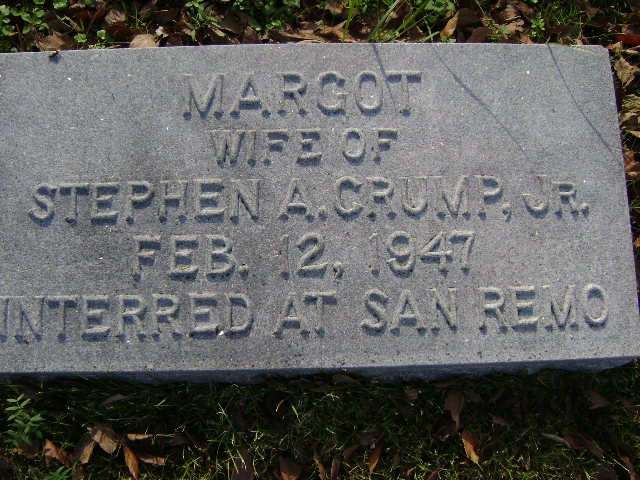 MARGOT
WIFE OF
STEPHEN A. CRUMP, JR.
FEB. 12, 1947
INTERRED AT SAN REMO